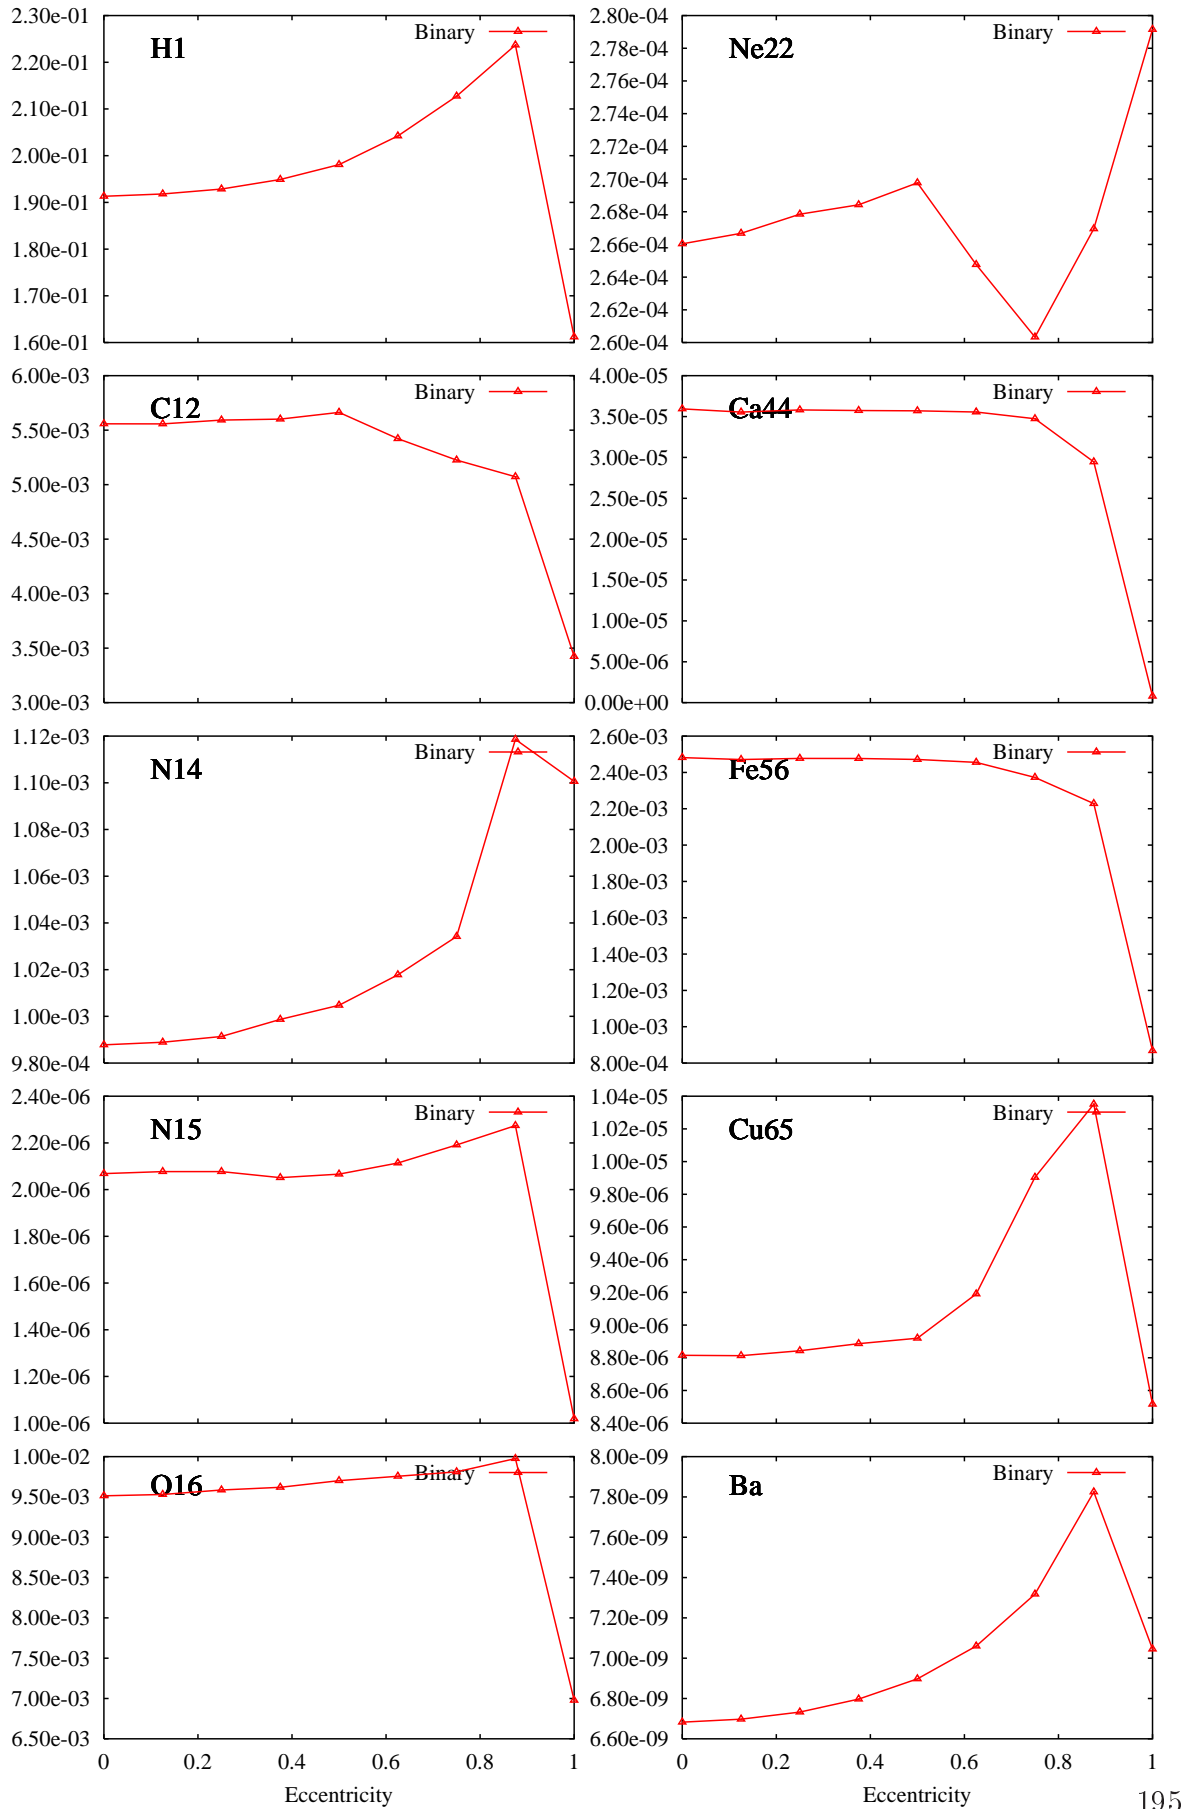 2.30e-01
2.20e-01
2.10e-01
2.00e-01
1.90e-01
1.80e-01
1.70e-01
1.60e-01
H1
Binary
2.80e-04
2.78e-04
2.76e-04
2.74e-04
2.72e-04
2.70e-04
2.68e-04
2.66e-04
2.64e-04
2.62e-04
2.60e-04
Ne22
Binary
6.00e-03
5.50e-03
5.00e-03
4.50e-03
4.00e-03
3.50e-03
3.00e-03
C12
Binary
4.00e-05
3.50e-05
3.00e-05
2.50e-05
2.00e-05
1.50e-05
1.00e-05
5.00e-06
0.00e+00
Ca44
Binary
1.12e-03
1.10e-03
1.08e-03
1.06e-03
1.04e-03
1.02e-03
1.00e-03
9.80e-04
N14
Binary
2.60e-03
2.40e-03
2.20e-03
2.00e-03
1.80e-03
1.60e-03
1.40e-03
1.20e-03
1.00e-03
8.00e-04
Fe56
Binary
2.40e-06
2.20e-06
2.00e-06
1.80e-06
1.60e-06
1.40e-06
1.20e-06
1.00e-06
N15
Binary
1.04e-05
1.02e-05
1.00e-05
9.80e-06
9.60e-06
9.40e-06
9.20e-06
9.00e-06
8.80e-06
8.60e-06
8.40e-06
Cu65
Binary
1.00e-02
9.50e-03
9.00e-03
8.50e-03
8.00e-03
7.50e-03
7.00e-03
6.50e-03
O16
Binary
0 0.2 0.4 0.6 0.8 1
Eccentricity
8.00e-09
7.80e-09
7.60e-09
7.40e-09
7.20e-09
7.00e-09
6.80e-09
6.60e-09
Ba
Binary
0 0.2 0.4 0.6 0.8 1
Eccentricity
195